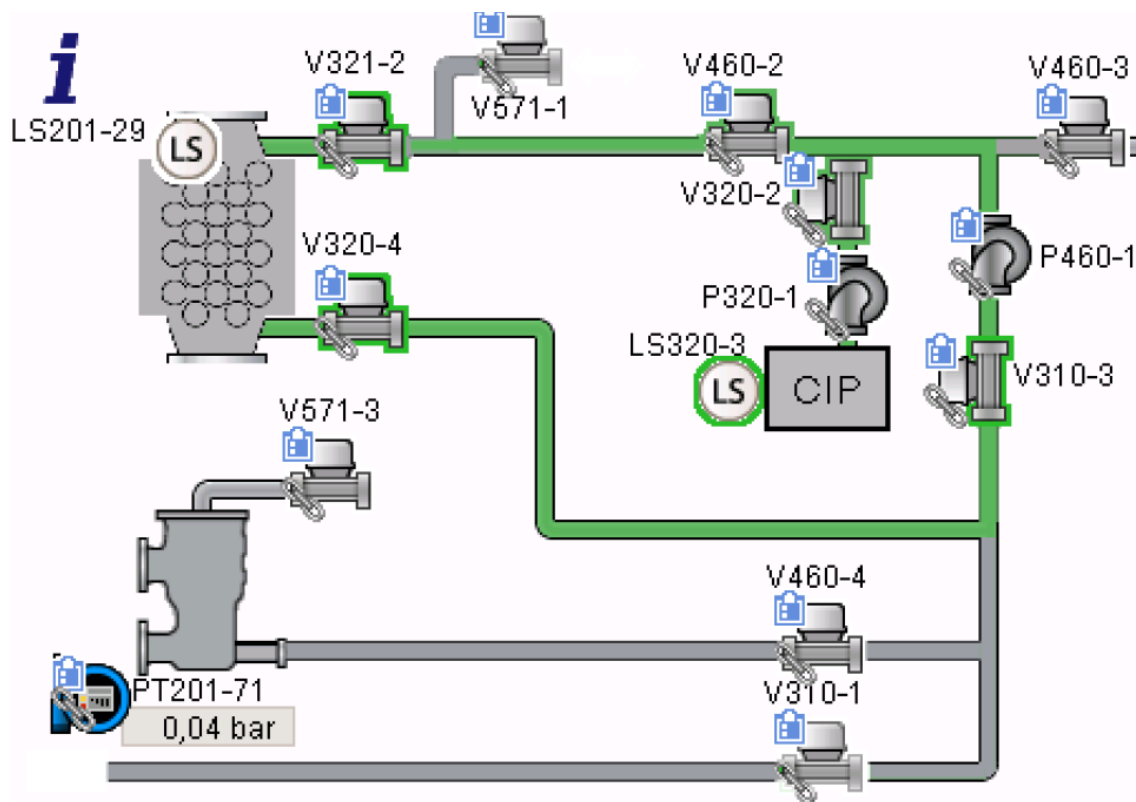 i
V321-2
V571-1
V460-2
V460-3
LS201-29
LS
V320-2
V320-4
P460-1
P320-1
LS320-3
LS
CIP
V310-3
V571-3
V460-4
PT201-71
V310-1
0,04 bar